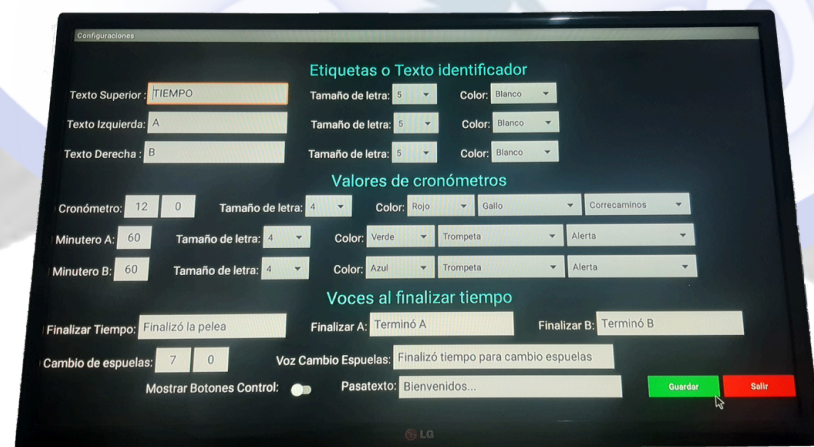 Configuraciones
Etiquetas o Texto identificador
Texto Superior : TIEMPO Tamaño de letra: 5 Color: Blanco
Texto Izquierda: A Tamaño de letra: 5 Color: Blanco
Texto Derecha : B Tamaño de letra: 5 Color: Blanco
Valores de cronómetros
Cronómetro: 12 0 Tamaño de letra: 4 Color: Rojo Gallo Correcaminos
Minutero A: 60 Tamaño de letra: 4 Color: Verde Trompeta Alerta
Minutero B: 60 Tamaño de letra: 4 Color: Azul Trompeta Alerta
Voces al finalizar tiempo
Finalizar Tiempo: Finalizó la pelea Finalizar A: Terminó A Finalizar B: Terminó B
Cambio de espuelas: 7 0 Voz Cambio Espuelas: Finalizó tiempo para cambio espuelas
Mostrar Botones Control: Pasatexto: Bienvenidos... Guardar Salir
LG